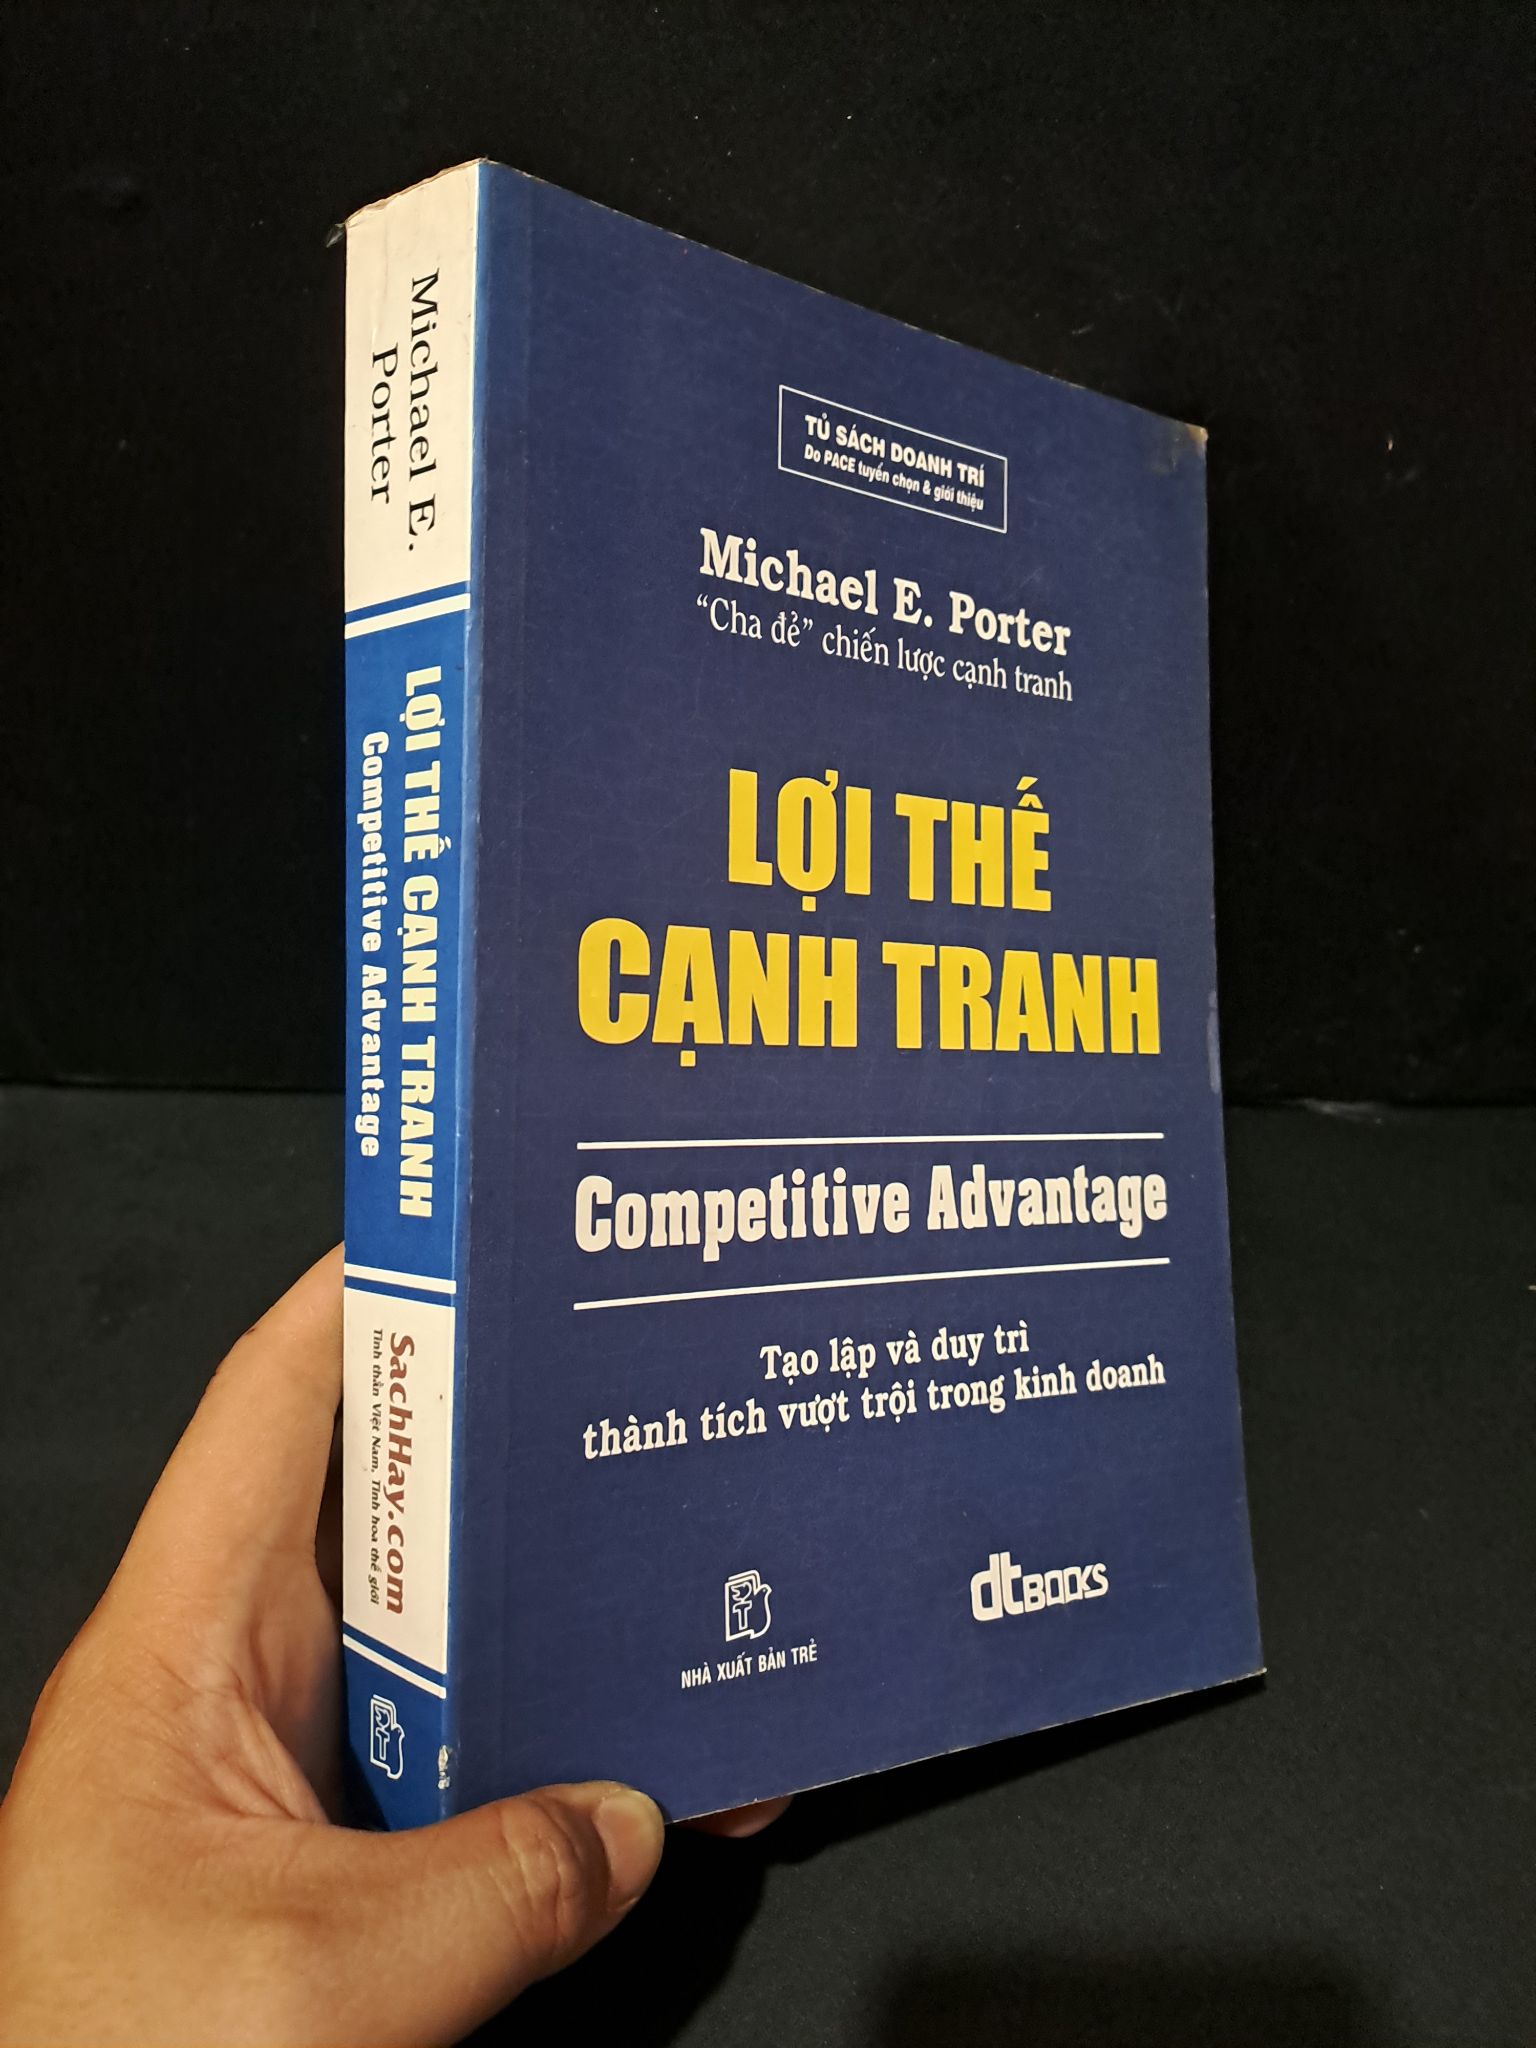 Michael E.
Porter
LỢI THẾ CẠNH TRANH
Competitive Advantage
SachHay.com
Tinh thần Việt Nam, Tinh hoa thế giới
TỦ SÁCH DOANH TRÍ
Do PACE tuyển chọn & giới thiệu
Michael E. Porter
“Cha đẻ” chiến lược cạnh tranh
LỢI THẾ
CẠNH TRANH
Competitive Advantage
Tạo lập và duy trì
thành tích vượt trội trong kinh doanh
NHÀ XUẤT BẢN TRẺ
dtBOOKS